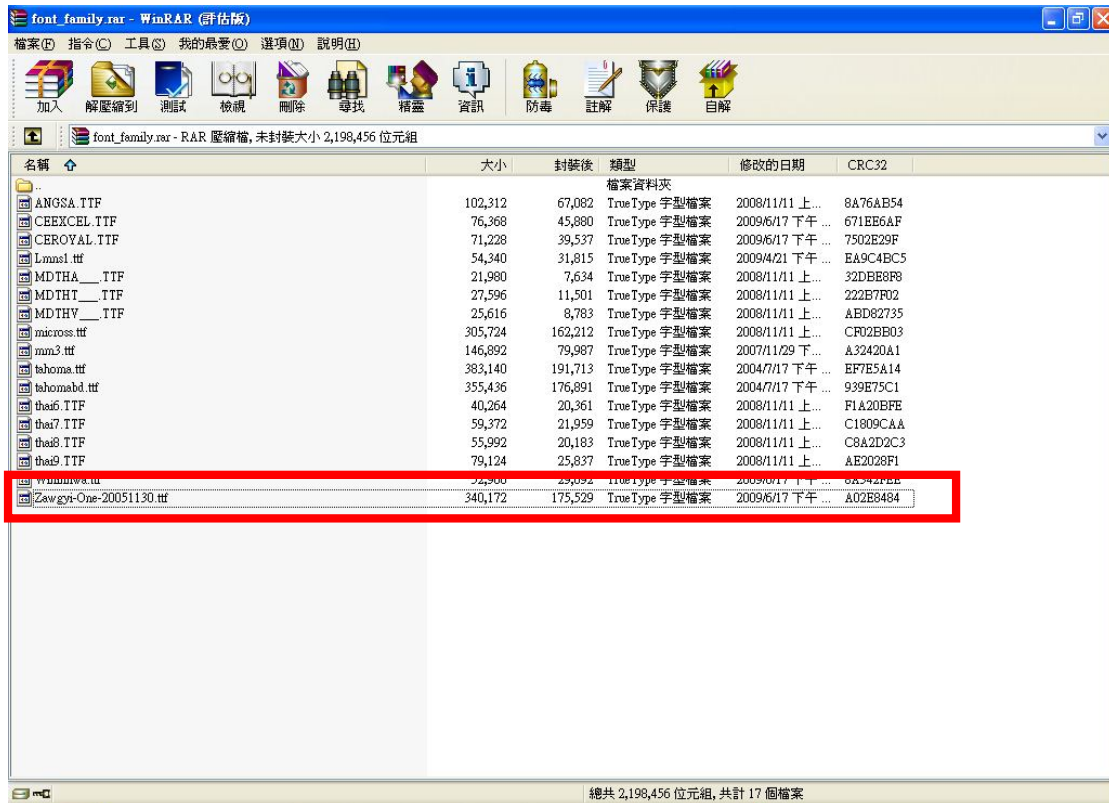 font_family.rar - WinRAR (評估版)
檔案(F) 指令(C) 工具(S) 我的最愛(O) 選項(N) 說明(H)
加入 解壓縮到 測試 檢視 刪除 尋找 精靈 資訊 防毒 註解 保護 自解
font_family.rar - RAR 壓縮檔, 未封裝大小 2,198,456 位元組
名稱 大小 封裝後 類型 修改的日期 CRC32
.. 檔案資料夾
ANGSA.TTF 102,312 67,082 TrueType 字型檔案 2008/11/11 上... 8A76AB54
CEEXCEL.TTF 76,368 45,880 TrueType 字型檔案 2009/6/17 下午 ... 671EE6AF
CEROYAL.TTF 71,228 39,537 TrueType 字型檔案 2009/6/17 下午 ... 7502E29F
Lmns1.ttf 54,340 31,815 TrueType 字型檔案 2009/4/21 下午 ... EA9C4BC5
MDTHA___.TTF 21,980 7,634 TrueType 字型檔案 2008/11/11 上... 32DBE8F8
MDTHT___.TTF 27,596 11,501 TrueType 字型檔案 2008/11/11 上... 222B7F02
MDTHV___.TTF 25,616 8,783 TrueType 字型檔案 2008/11/11 上... ABD82735
micross.ttf 305,724 162,212 TrueType 字型檔案 2008/11/11 上... CF02BB03
mm3.ttf 146,892 79,987 TrueType 字型檔案 2007/11/29 下... A32420A1
tahoma.ttf 383,140 191,713 TrueType 字型檔案 2004/7/17 下午 ... EF7E5A14
tahomabd.ttf 355,436 176,891 TrueType 字型檔案 2004/7/17 下午 ... 939E75C1
thai6.TTF 40,264 20,361 TrueType 字型檔案 2008/11/11 上... F1A20BFE
thai7.TTF 59,372 21,959 TrueType 字型檔案 2008/11/11 上... C1809CAA
thai8.TTF 55,992 20,183 TrueType 字型檔案 2008/11/11 上... C8A2D2C3
thai9.TTF 79,124 25,837 TrueType 字型檔案 2008/11/11 上... AE2028F1
TrueType 字型檔案 2009/6/17 下午 ...
Zawgyi-One-20051130.ttf 340,172 175,529 TrueType 字型檔案 2009/6/17 下午 ... A02E8484
總共 2,198,456 位元組, 共計 17 個檔案